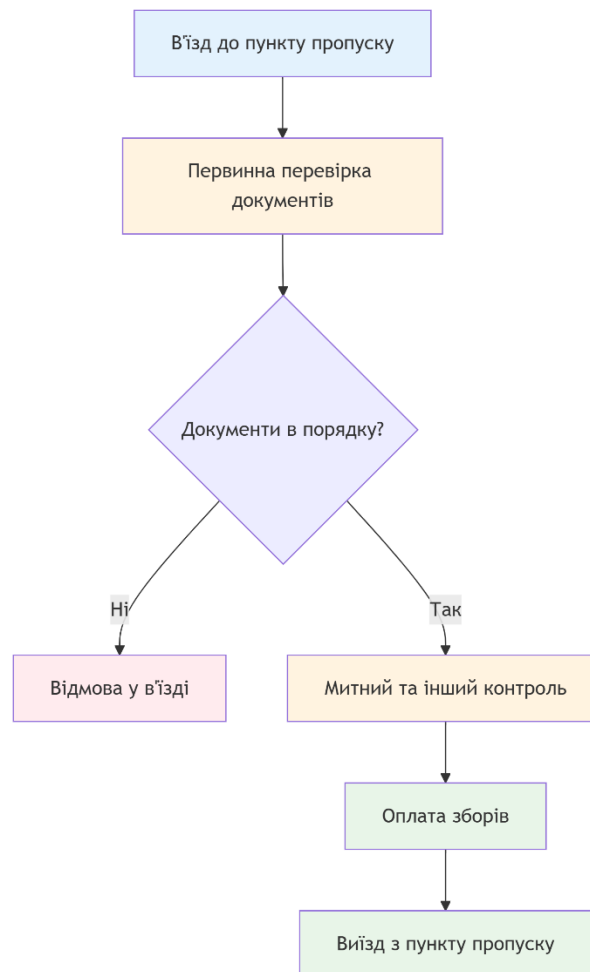 В'їзд до пункту пропуску
Первинна перевірка
документів
Документи в порядку?
Ні
Так
Відмова у в'їзді
Митний та інший контроль
Оплата зборів
Виїзд з пункту пропуску